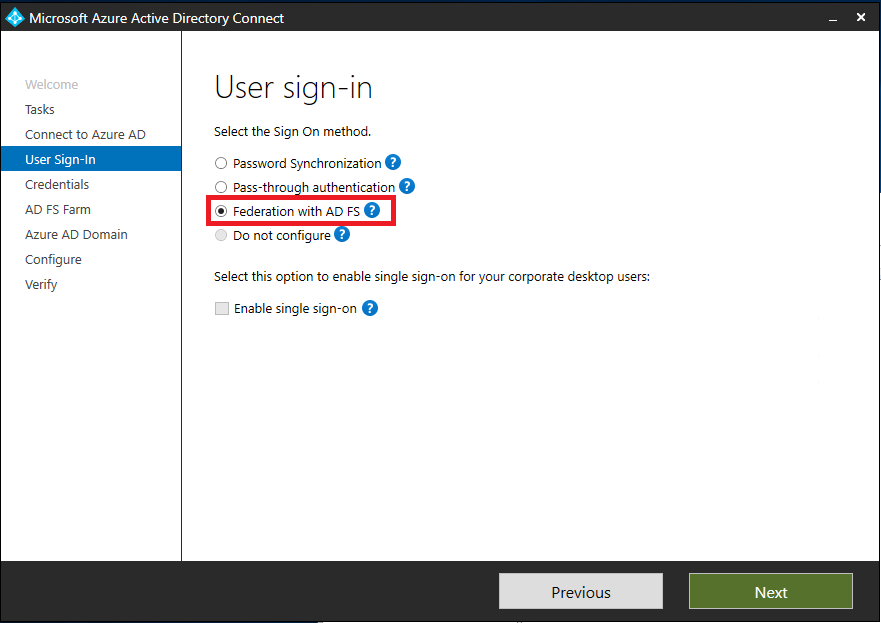 Microsoft Azure Active Directory Connect
Welcome
Tasks
Connect to Azure AD
User Sign-In
Credentials
AD FS Farm
Azure AD Domain
Configure
Verify
User sign-in
Select the Sign On method.
Password Synchronization ?
Pass-through authentication ?
Federation with AD FS ?
Do not configure ?
Select this option to enable single sign-on for your corporate desktop users:
Enable single sign-on ?
Previous
Next